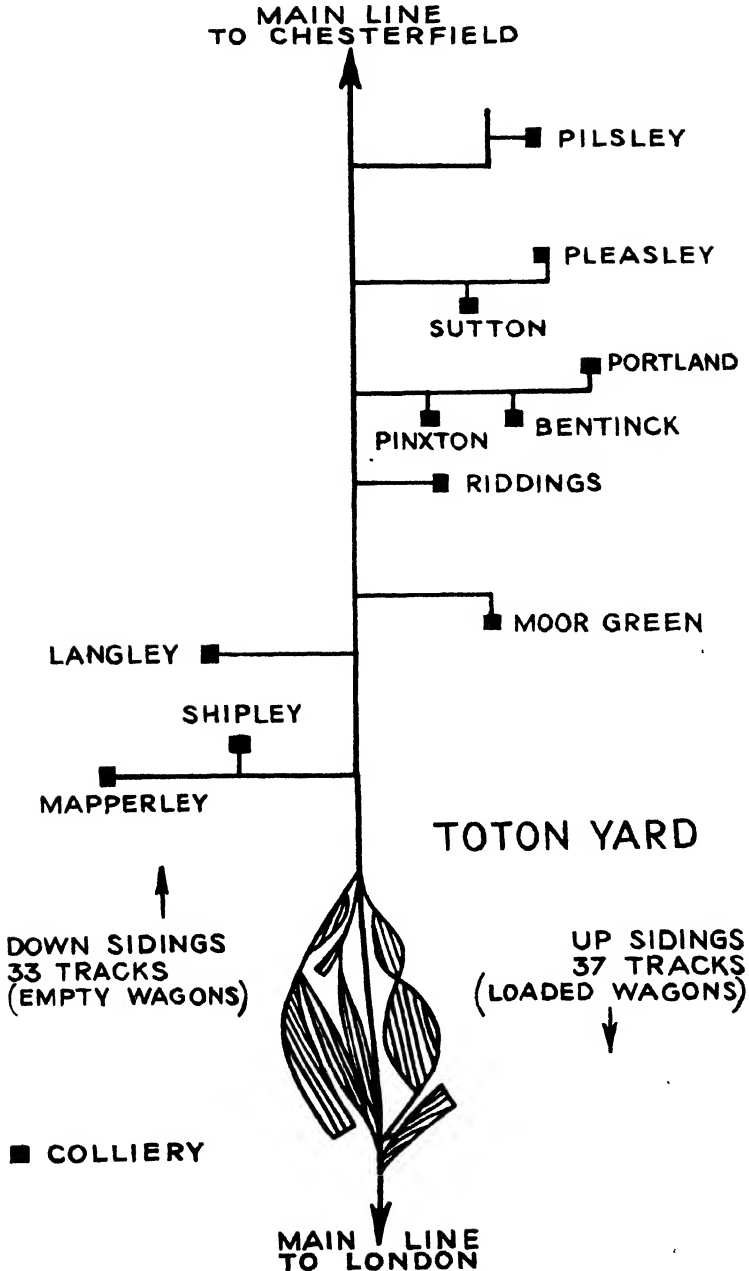 MAIN LINE
TO CHESTERFIELD
PILSLEY
PLEASLEY
SUTTON
PORTLAND
PINXTON
BENTINCK
RIDDINGS
MOOR GREEN
LANGLEY
SHIPLEY
MAPPERLEY
TOTON YARD
DOWN SIDINGS
33 TRACKS
(EMPTY WAGONS)
UP SIDINGS
37 TRACKS
(LOADED WAGONS)
COLLIERY
MAIN LINE
TO LONDON